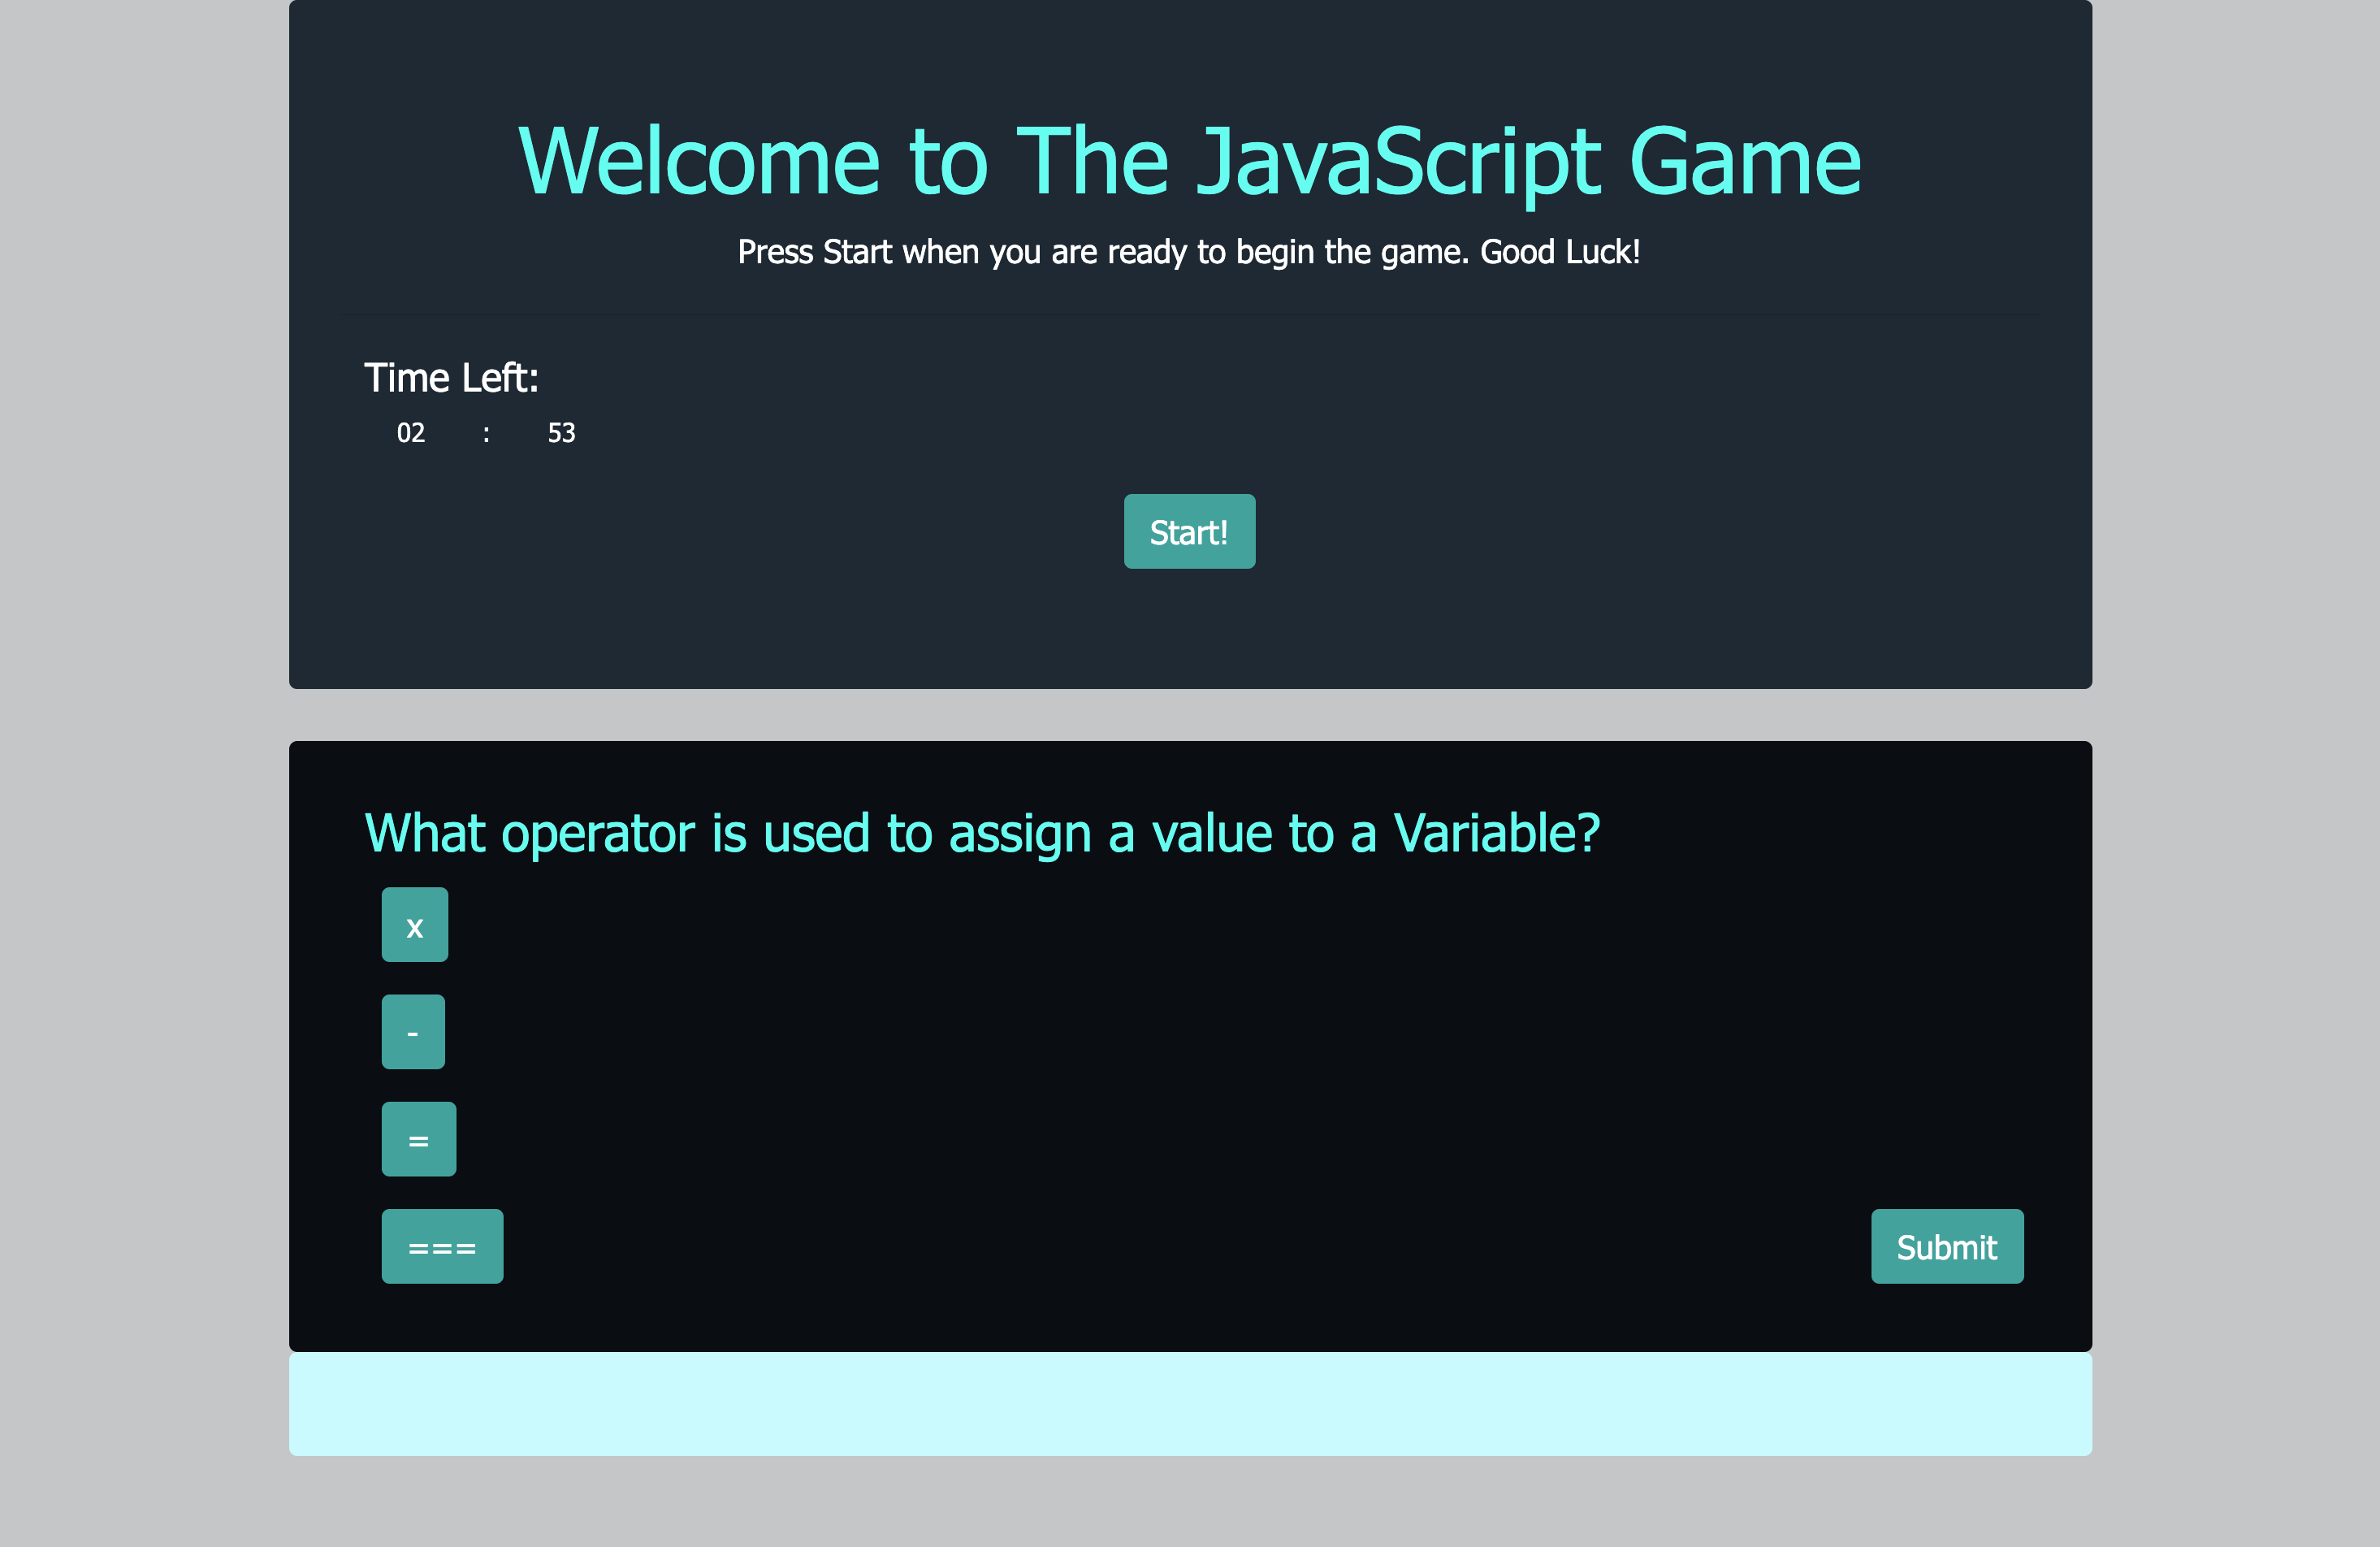 Welcome to The JavaScript Game
Press Start when you are ready to begin the game. Good Luck!
Time Left:
02 : 53
Start!
What operator is used to assign a value to a Variable?
x
-
=
===
Submit